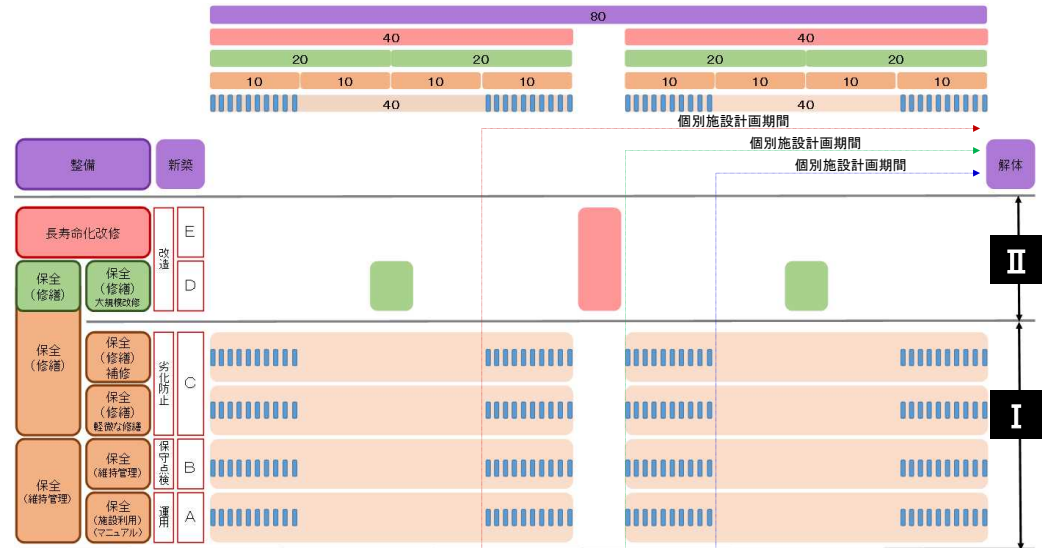 80
40
40
20
20
20
20
10
10
10
10
10
10
10
10
40
40
個別施設計画期間
個別施設計画期間
個別施設計画期間
整備
新築
解体
長寿命化改修
改造
E
保全
(修繕)
保全
(修繕)
大規模改修
D
Ⅱ
保全
(修繕)
保全
(修繕)
補修
劣化防止
C
保全
(修繕)
軽微な修繕
Ⅰ
保全
(維持管理)
保全
(維持管理)
保守点検
B
保全
(施設利用)
(マニュアル)
運用
A